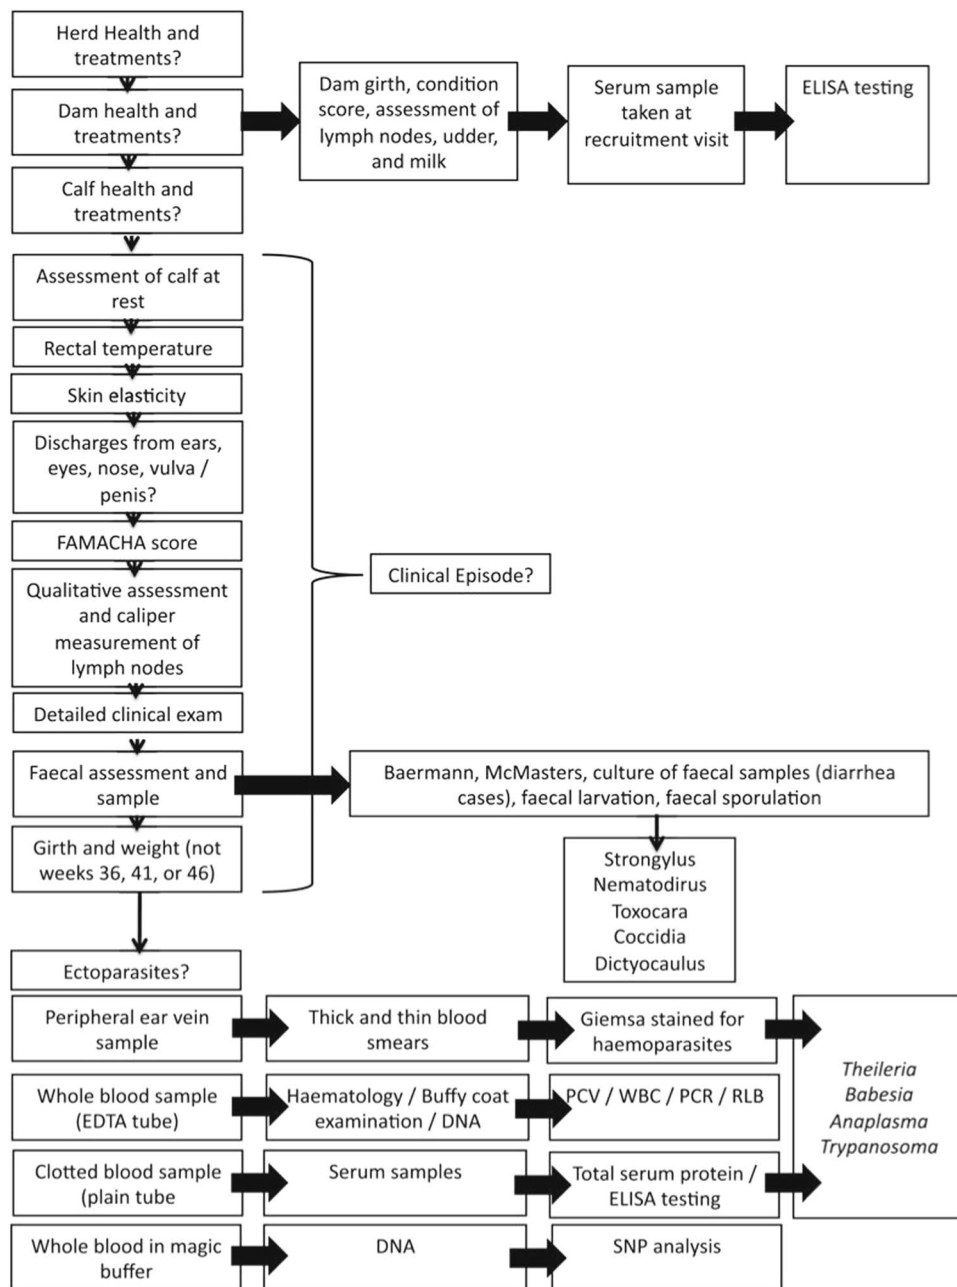 Herd Health and
treatments?
Dam health and
treatments?
Dam girth, condition
score, assessment of
lymph nodes, udder,
and milk
Serum sample
taken at
recruitment visit
ELISA testing
Calf health and
treatments?
Assessment of calf at
rest
Rectal temperature
Skin elasticity
Discharges from ears,
eyes, nose, vulva /
penis?
FAMACHA score
Qualitative assessment
and caliper
measurement of
lymph nodes
Detailed clinical exam
Clinical Episode?
Faecal assessment and
sample
Baermann, McMasters, culture of faecal samples (diarrhea
cases), faecal larvation, faecal sporulation
Girth and weight (not
weeks 36, 41, or 46)
Strongylus
Nematodirus
Toxocara
Coccidia
Dictyocaulus
Ectoparasites?
Peripheral ear vein
sample
Thick and thin blood
smears
Giemsa stained for
haemoparasites
Whole blood sample
(EDTA tube)
Haematology / Buffy coat
examination / DNA
PCV / WBC / PCR / RLB
Theileria
Babesia
Anaplasma
Trypanosoma
Clotted blood sample
(plain tube
Serum samples
Total serum protein /
ELISA testing
Whole blood in magic
buffer
DNA
SNP analysis